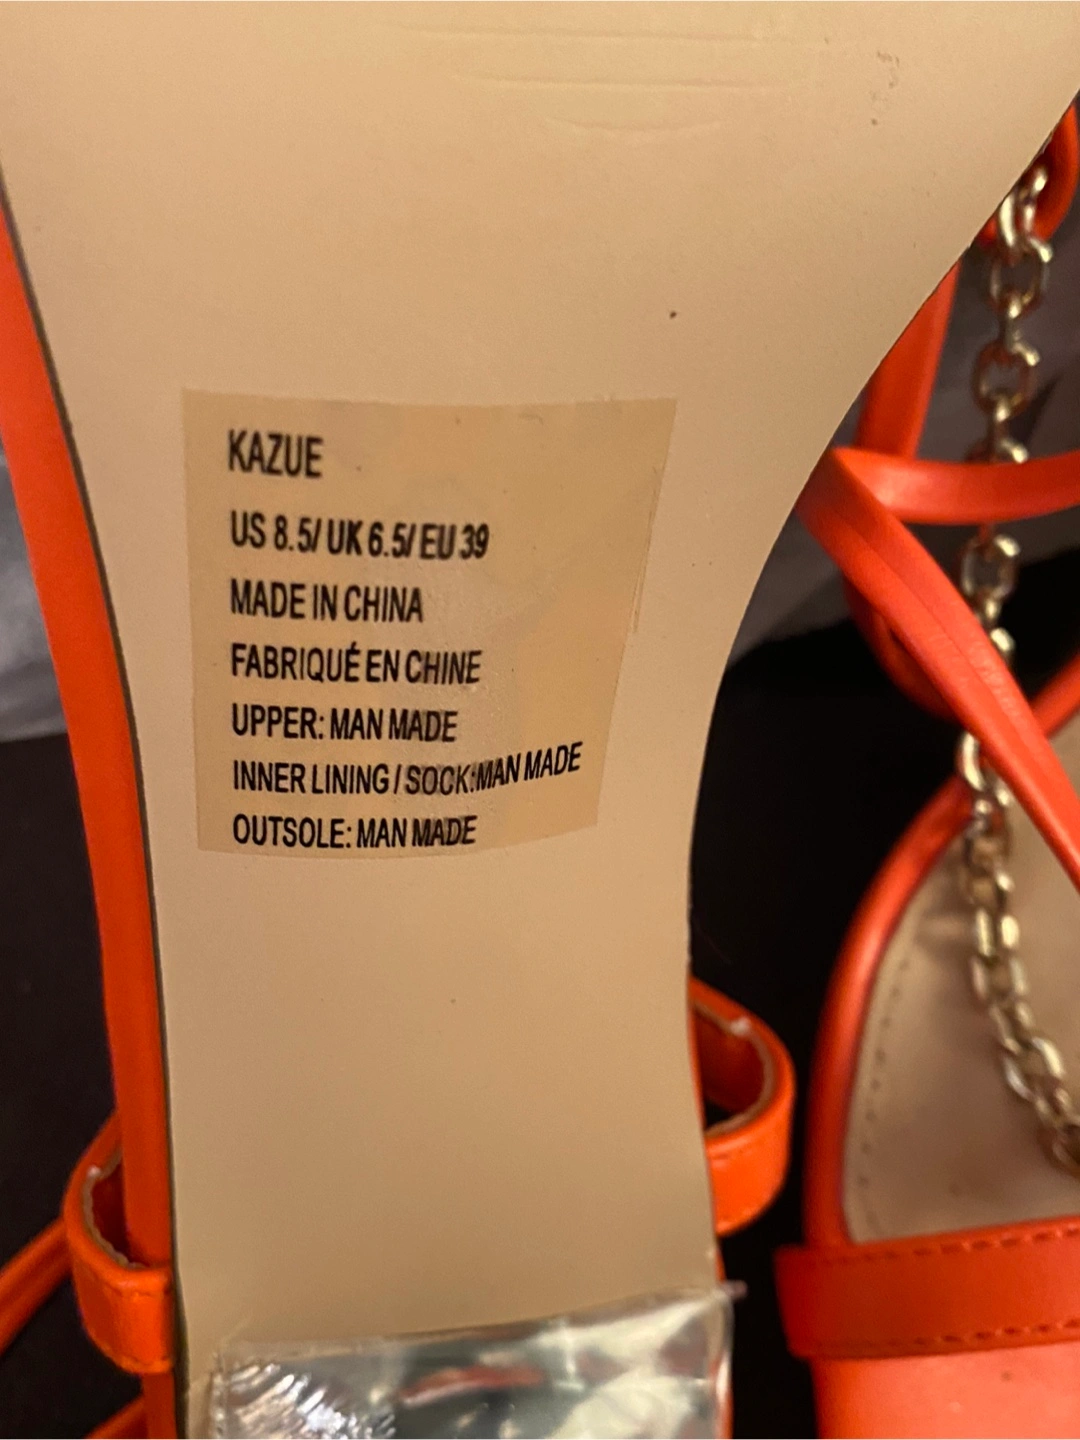 KAZUE
US 8.5/ UK 6.5/ EU 39
MADE IN CHINA
FABRIQUÉ EN CHINE
UPPER: MAN MADE
INNER LINING / SOCK:MAN MADE
OUTSOLE: MAN MADE